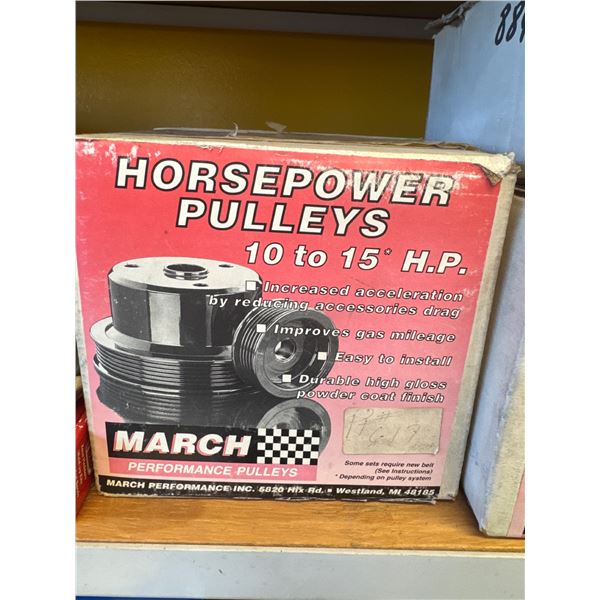 HORSEPOWER
PULLEYS
10 to 15* H.P.
■ Increased acceleration
by reducing accessories drag
■ Improves gas mileage
■ Easy to install
■ Durable high gloss
powder coat finish
MARCH
PERFORMANCE PULLEYS
Some sets require new belt
(See Instructions)
* Depending on pulley system
MARCH PERFORMANCE INC. 5820 Hix Rd. ■ Westland, MI 48185